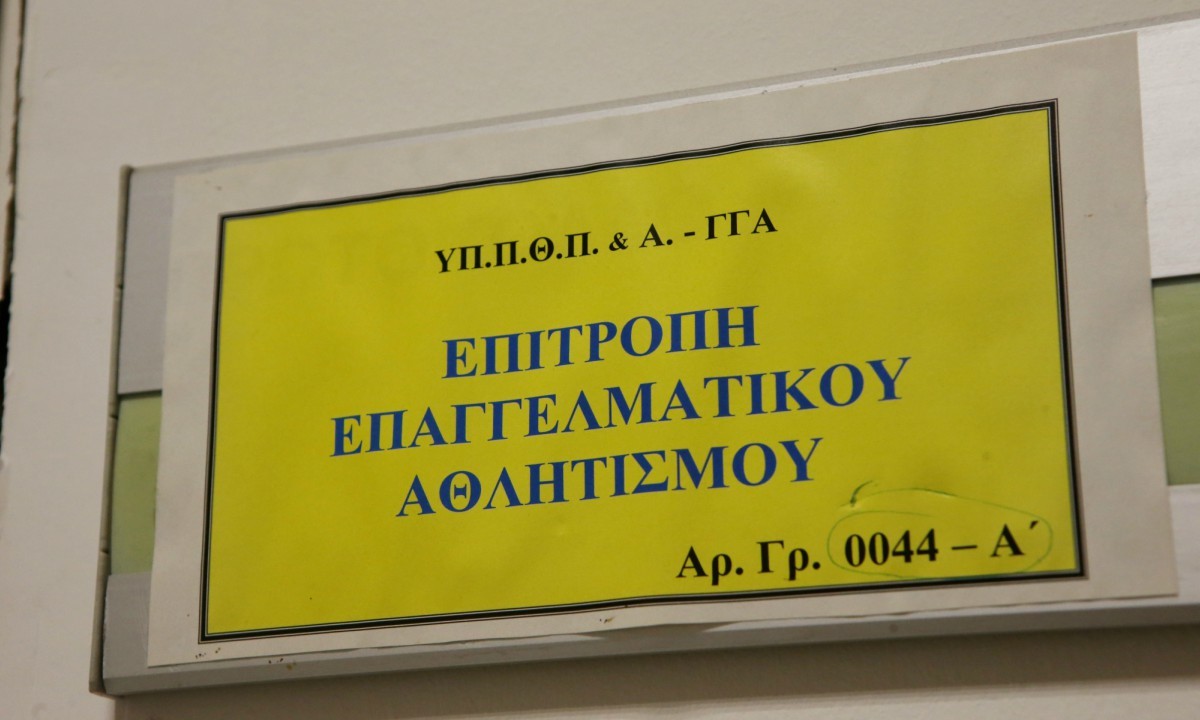 ΥΠ.Π.Θ.Π. & Α. - ΓΓΑ
ΕΠΙΤΡΟΠΗ
ΕΠΑΓΓΕΛΜΑΤΙΚΟΥ
ΑΘΛΗΤΙΣΜΟΥ
Αρ. Γρ. 0044 – Α΄